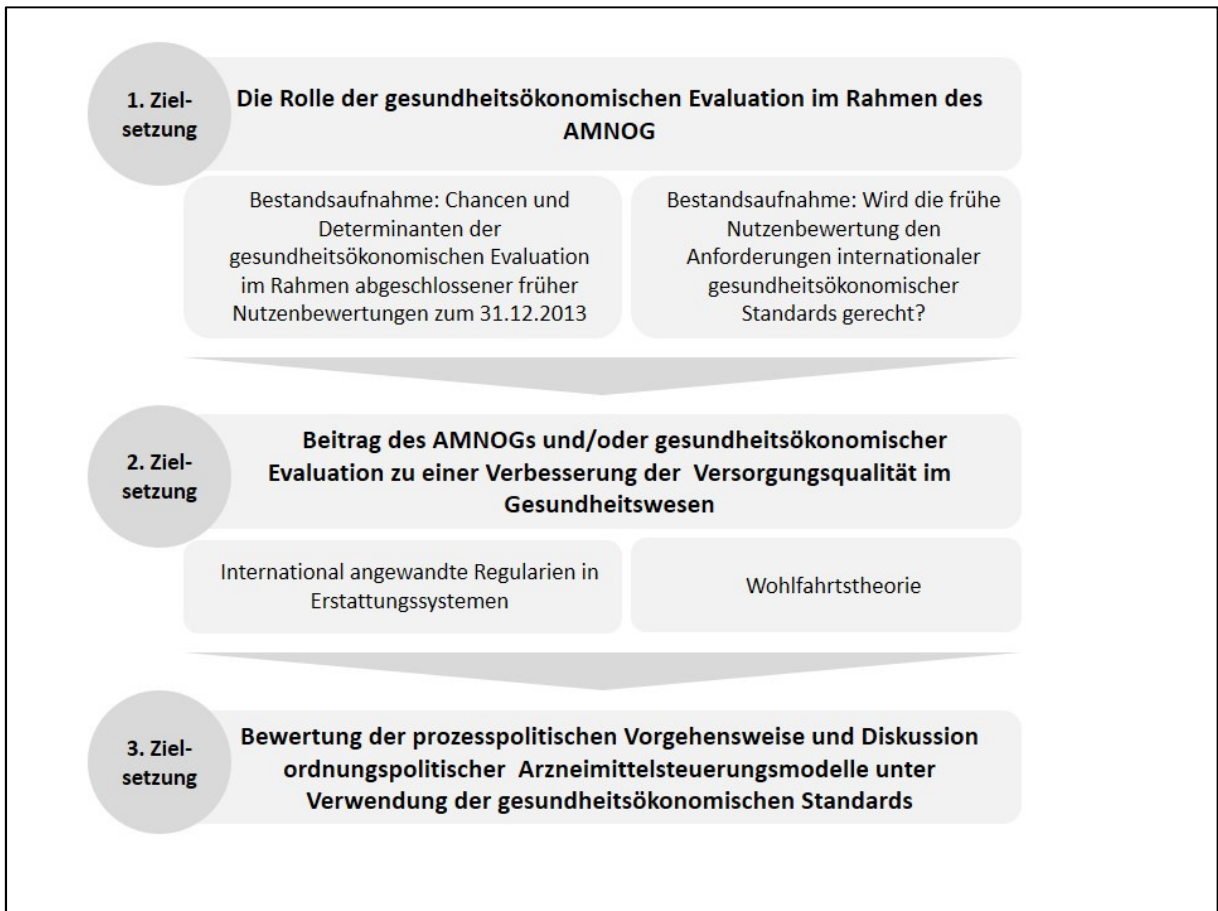 1. Ziel-
setzung
Die Rolle der gesundheitsökonomischen Evaluation im Rahmen des
AMNOG
Bestandsaufnahme: Chancen und
Determinanten der
gesundheitsökonomischen Evaluation
im Rahmen abgeschlossener früher
Nutzenbewertungen zum 31.12.2013
Bestandsaufnahme: Wird die frühe
Nutzenbewertung den
Anforderungen internationaler
gesundheitsökonomischer
Standards gerecht?
2. Ziel-
setzung
Beitrag des AMNOGs und/oder gesundheitsökonomischer
Evaluation zu einer Verbesserung der Versorgungsqualität im
Gesundheitswesen
International angewandte Regularien in
Erstattungssystemen
Wohlfahrtstheorie
3. Ziel-
setzung
Bewertung der prozesspolitischen Vorgehensweise und Diskussion
ordnungspolitischer Arzneimittelsteuerungsmodelle unter
Verwendung der gesundheitsökonomischen Standards